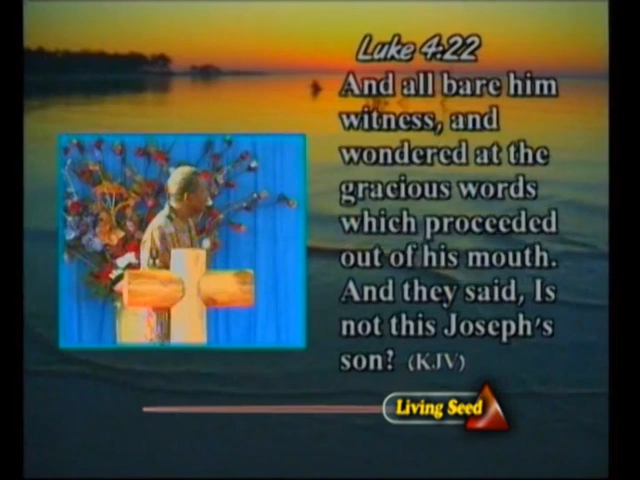 Luke 4:22
And all bare him
witness, and
wondered at the
gracious words
which proceeded
out of his mouth.
And they said, Is
not this Joseph's
son? (KJV)
Living Seed